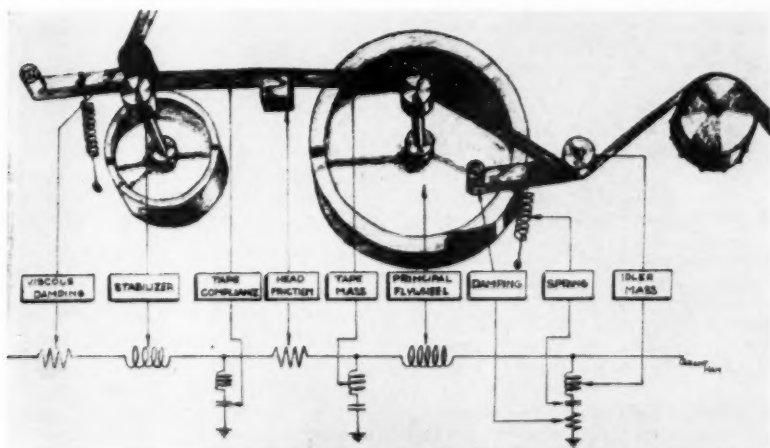 VISCOUS
DAMPING
STABILIZER
TAPE
COMPLIANCE
HEAD
FRICTION
TAPE
MASS
PRINCIPAL
FLYWHEEL
DAMPING
SPRING
IDLER
MASS